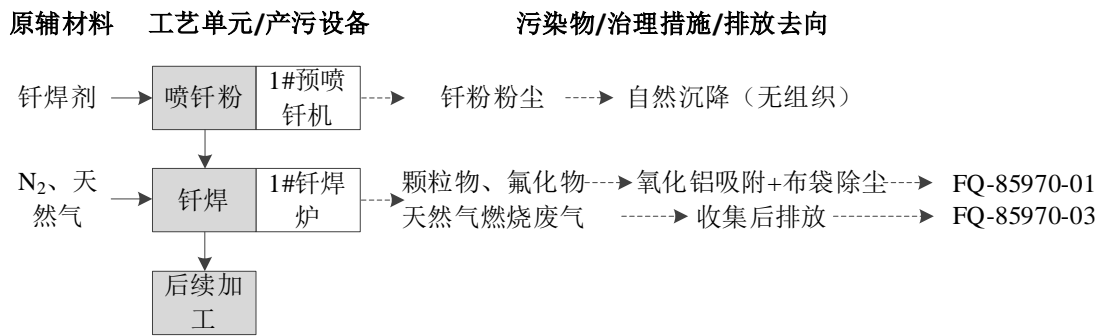 原辅材料 工艺单元/产污设备 污染物/治理措施/排放去向
钎焊剂 喷钎粉 1#预喷钎机 钎粉粉尘 自然沉降（无组织）
N₂、天然气 钎焊 1#钎焊炉 颗粒物、氟化物 氧化铝吸附+布袋除尘 FQ-85970-01
天然气燃烧废气 收集后排放 FQ-85970-03
后续加工